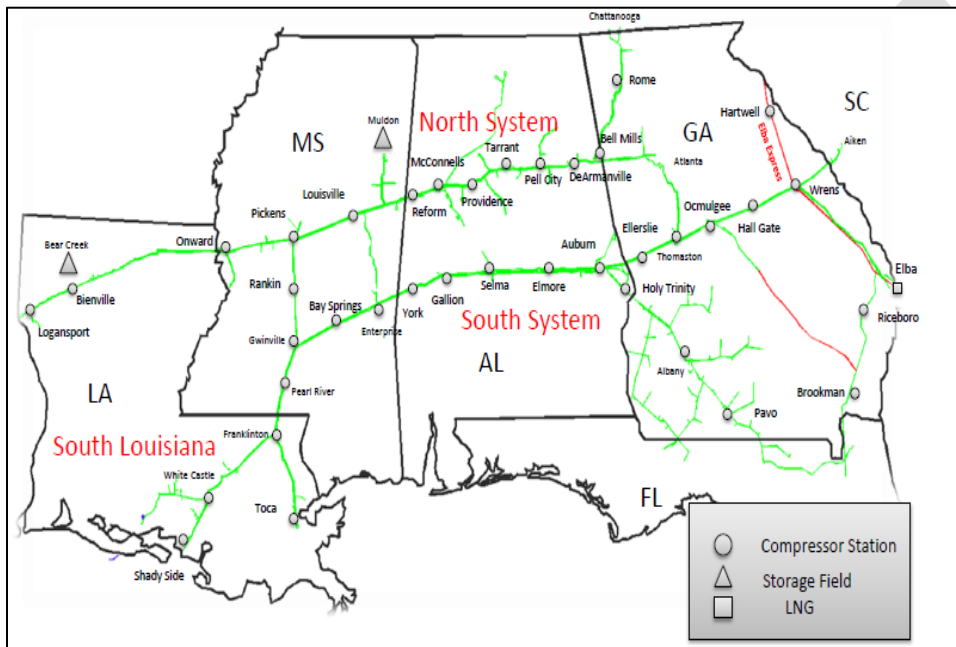 Chattanooga
Rome
Hartwell
SC
MS
Muldon
North System
GA
Elba Express
Aiken
Tarrant
Bell Mills
McConnells
Atlanta
Louisville
Pell City
DeArmanville
Wrens
Reform
Providence
Ocmulgee
Pickens
Ellerslie
Hall Gate
Bear Creek
Onward
Auburn
Thomaston
Elba
Rankin
Bay Springs
Selma
Elmore
Holy Trinity
Bienville
Gallion
York
Riceboro
Logansport
Enterprise
South System
Gwinville
Albany
AL
LA
Pearl River
Brookman
Pavo
South Louisiana
Franklinton
White Castle
FL
Toca
Shady Side
Compressor Station
Storage Field
LNG